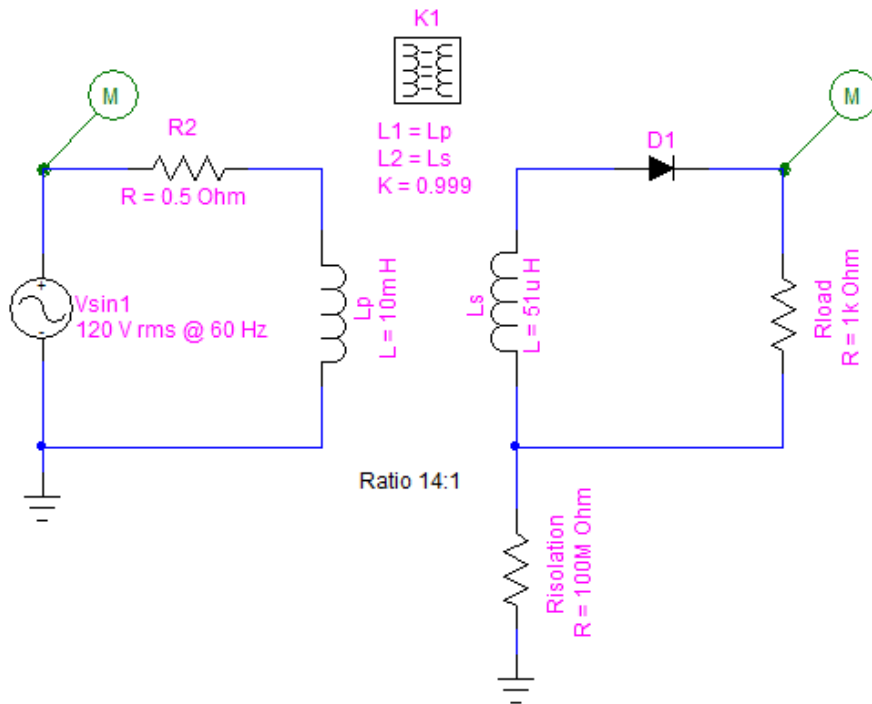 K1
M
M
R2
L1 = Lp
L2 = Ls
K = 0.999
D1
R = 0.5 Ohm
+
-
Vsin1
120 V rms @ 60 Hz
Lp
L = 10m H
Ls
L = 51u H
Rload
R = 1k Ohm
Ratio 14:1
Risolation
R = 100M Ohm